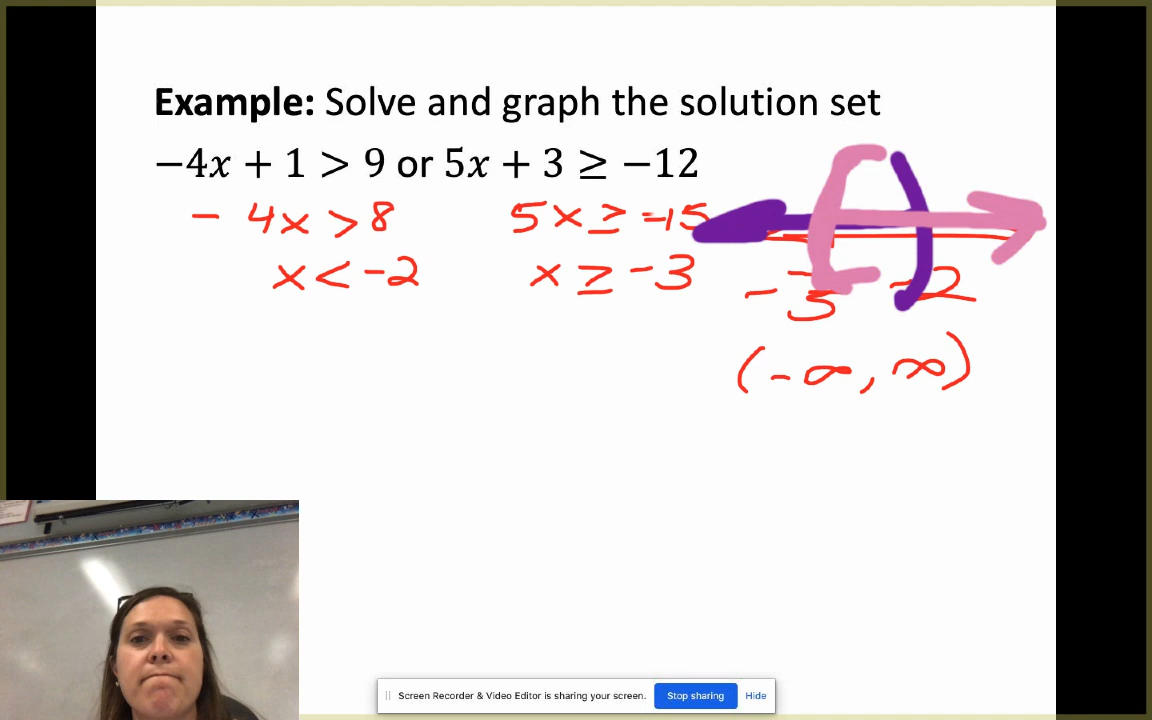 Example: Solve and graph the solution set
−4x + 1 > 9 or 5x + 3 ≥ −12
- 4x > 8
5x ≥ -15
x < -2
x ≥ -3
-3
-2
(-∞, ∞)
Screen Recorder & Video Editor is sharing your screen.
Stop sharing
Hide